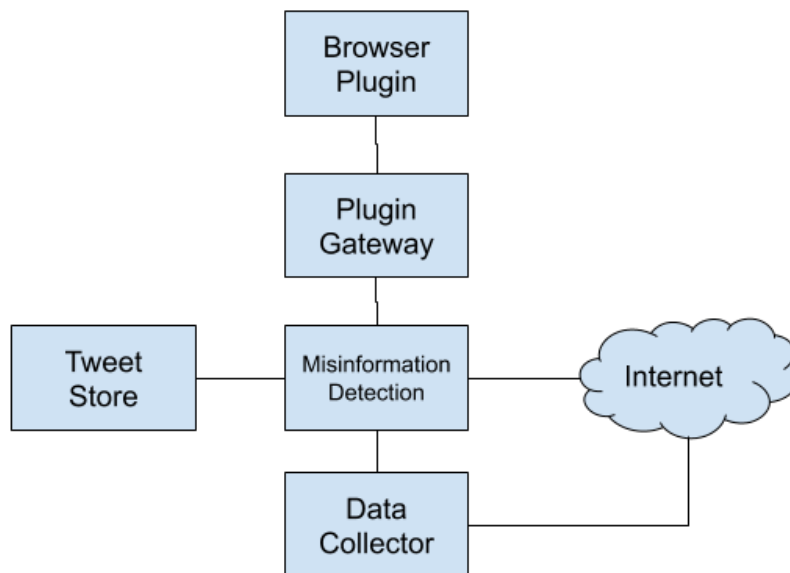 Browser
Plugin
Plugin
Gateway
Tweet
Store
Misinformation
Detection
Internet
Data
Collector